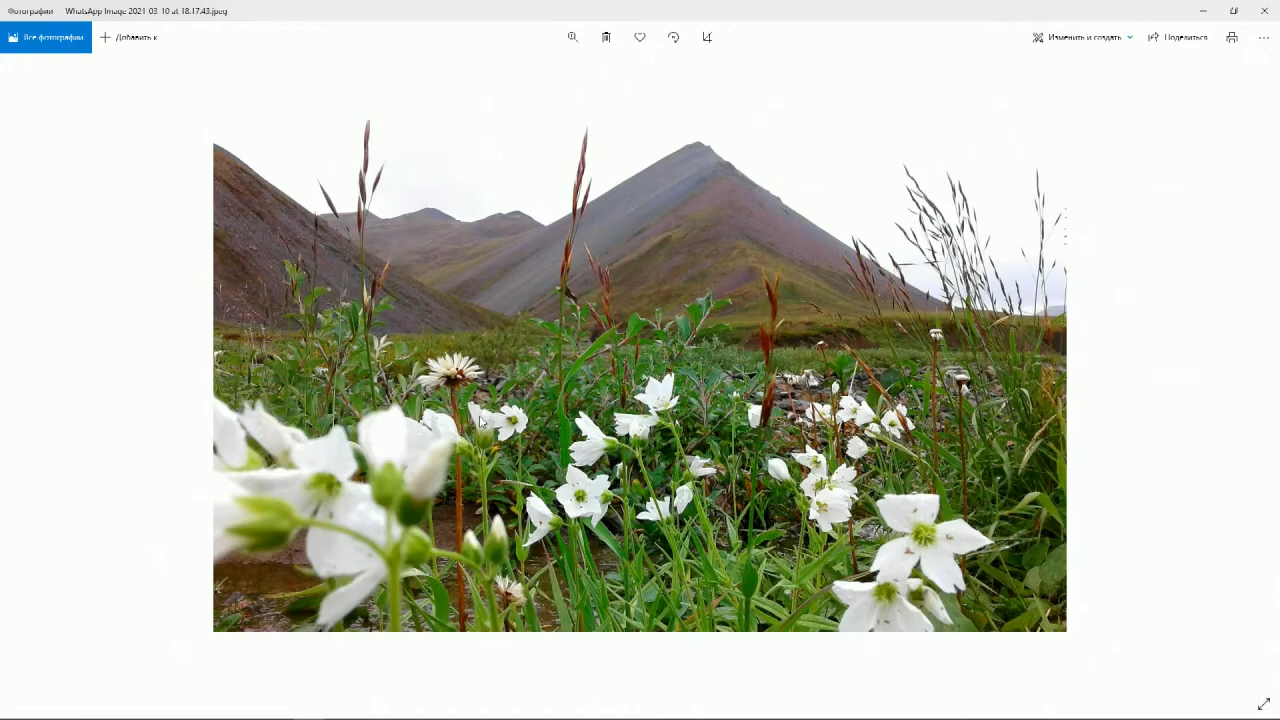 Фотографии WhatsApp Image 2021-03-10 at 18.17.43.jpeg
Все фотографии Добавить к Изменить и создать Поделиться